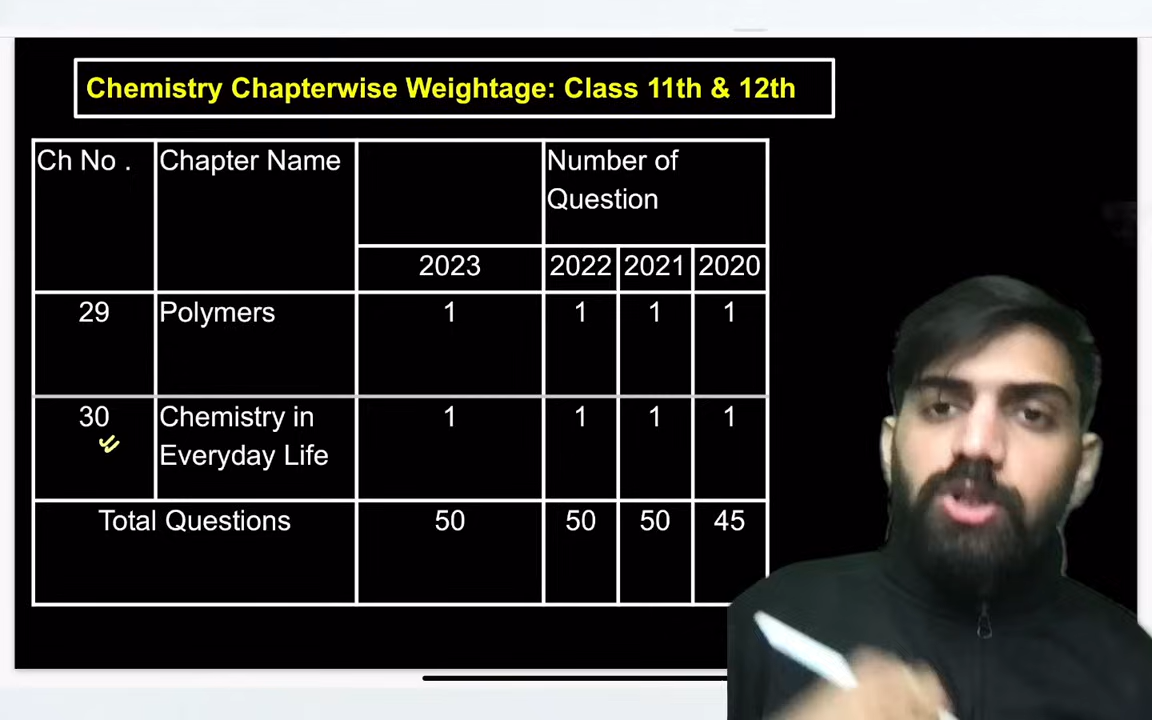 Chemistry Chapterwise Weightage: Class 11th & 12th
Ch No . Chapter Name Number of
Question
2023 2022 2021 2020
29 Polymers 1 1 1 1
30 Chemistry in 1 1 1 1
Everyday Life
Total Questions 50 50 50 45